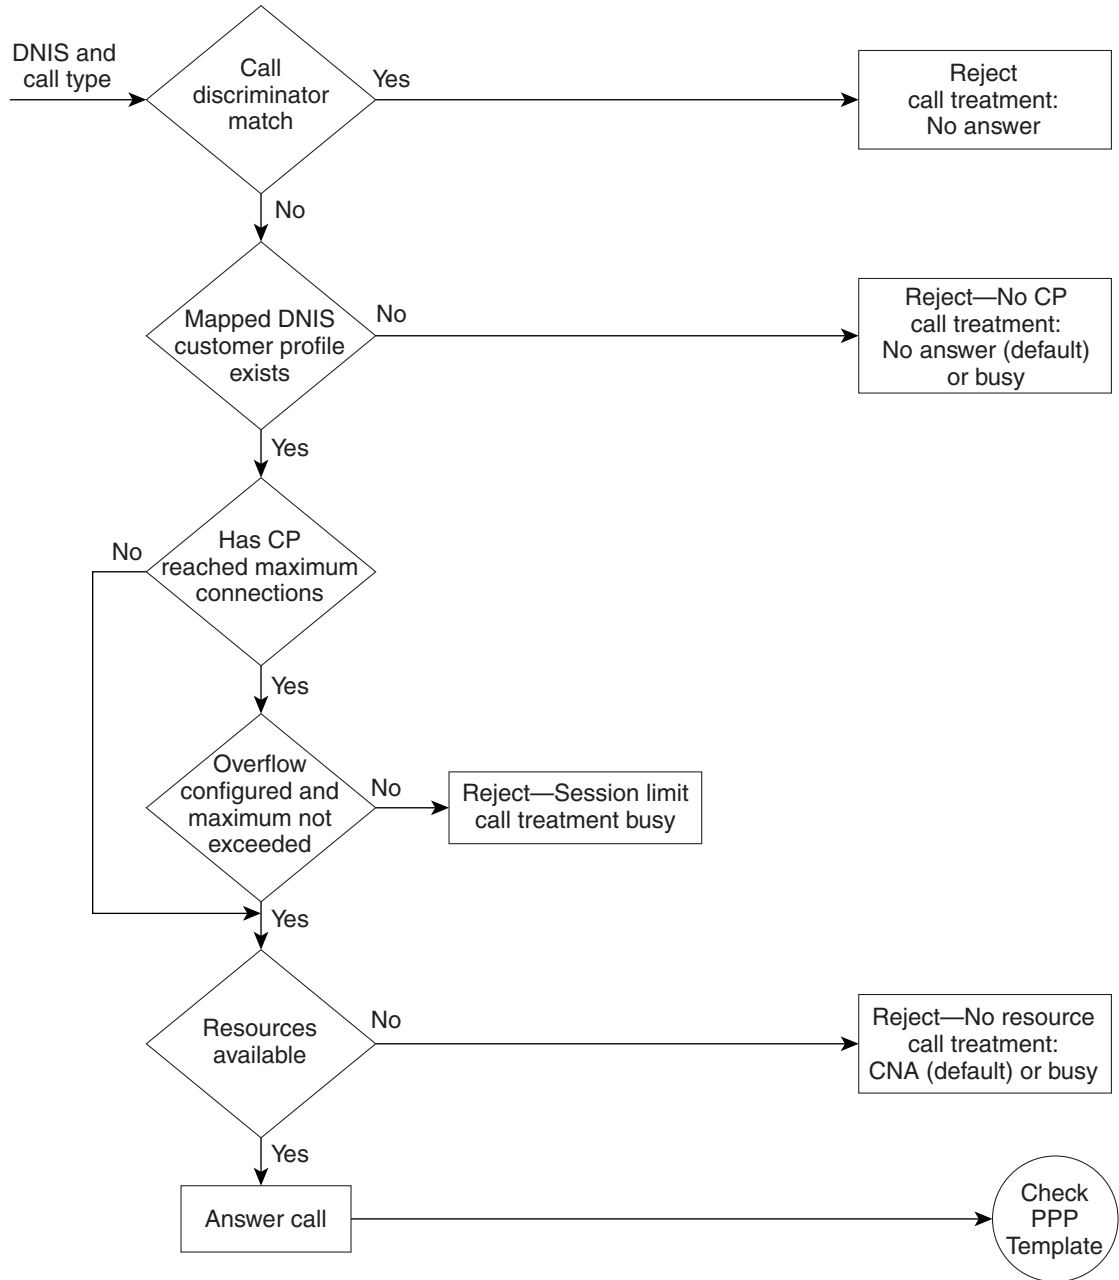 DNIS and
call type
Call
discriminator
match
Yes
Reject
call treatment:
No answer
No
Mapped DNIS
customer profile
exists
No
Reject—No CP
call treatment:
No answer (default)
or busy
Yes
Has CP
reached maximum
connections
No
Yes
Overflow
configured and
maximum not
exceeded
No
Reject—Session limit
call treatment busy
Yes
Resources
available
No
Reject—No resource
call treatment:
CNA (default) or busy
Yes
Answer call
Check
PPP
Template